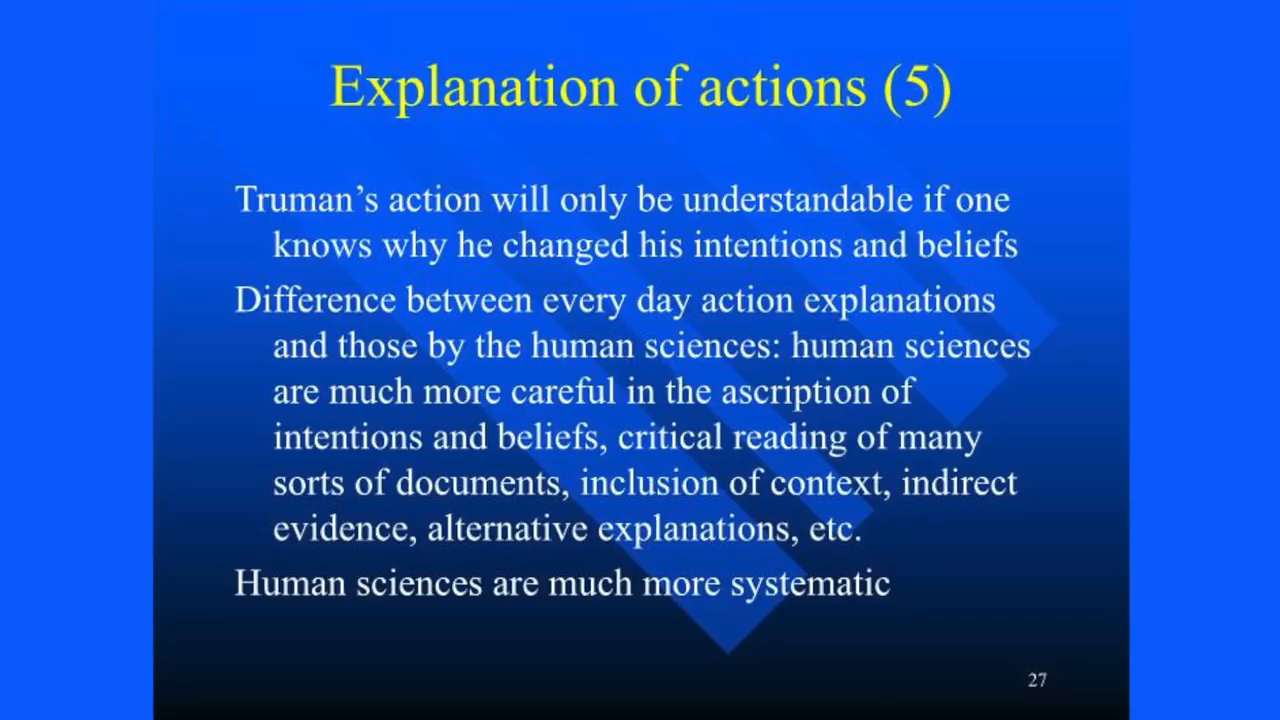 Explanation of actions (5)
Truman’s action will only be understandable if one
knows why he changed his intentions and beliefs
Difference between every day action explanations
and those by the human sciences: human sciences
are much more careful in the ascription of
intentions and beliefs, critical reading of many
sorts of documents, inclusion of context, indirect
evidence, alternative explanations, etc.
Human sciences are much more systematic
27